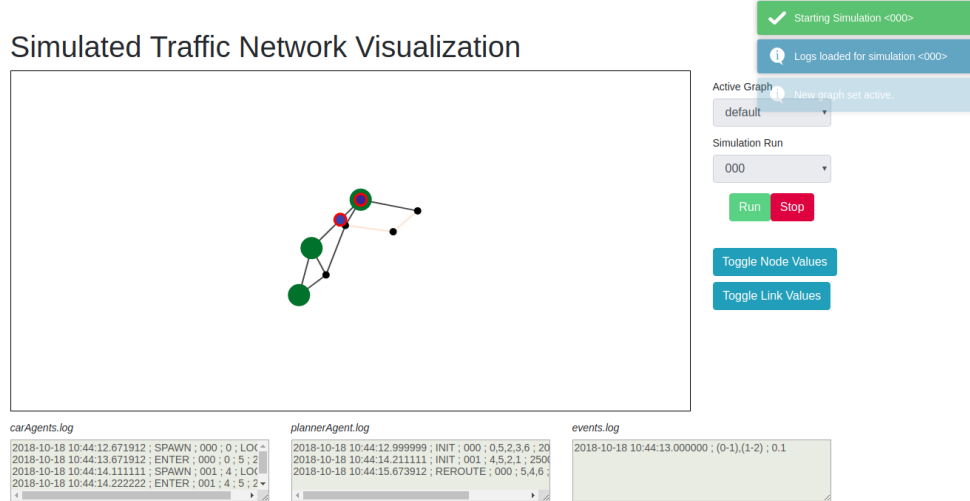 Starting Simulation <000>
Simulated Traffic Network Visualization
Logs loaded for simulation <000>
Active Graph
New graph set active.
default
Simulation Run
000
Run Stop
Toggle Node Values
Toggle Link Values
carAgents.log
2018-10-18 10:44:12.671912 ; SPAWN ; 000 ; 0 ; LOC
2018-10-18 10:44:13.671912 ; ENTER ; 000 ; 0 ; 5 ; 2
2018-10-18 10:44:14.111111 ; SPAWN ; 001 ; 4 ; LOC
2018-10-18 10:44:14.222222 ; ENTER ; 001 ; 4 ; 5 ; 2
plannerAgent.log
2018-10-18 10:44:12.999999 ; INIT ; 000 ; 0,5,2,3,6 ; 20
2018-10-18 10:44:14.211111 ; INIT ; 001 ; 4,5,2,1 ; 2500
2018-10-18 10:44:15.673912 ; REROUTE ; 000 ; 5,4,6 ;
events.log
2018-10-18 10:44:13.000000 ; (0-1),(1-2) ; 0.1